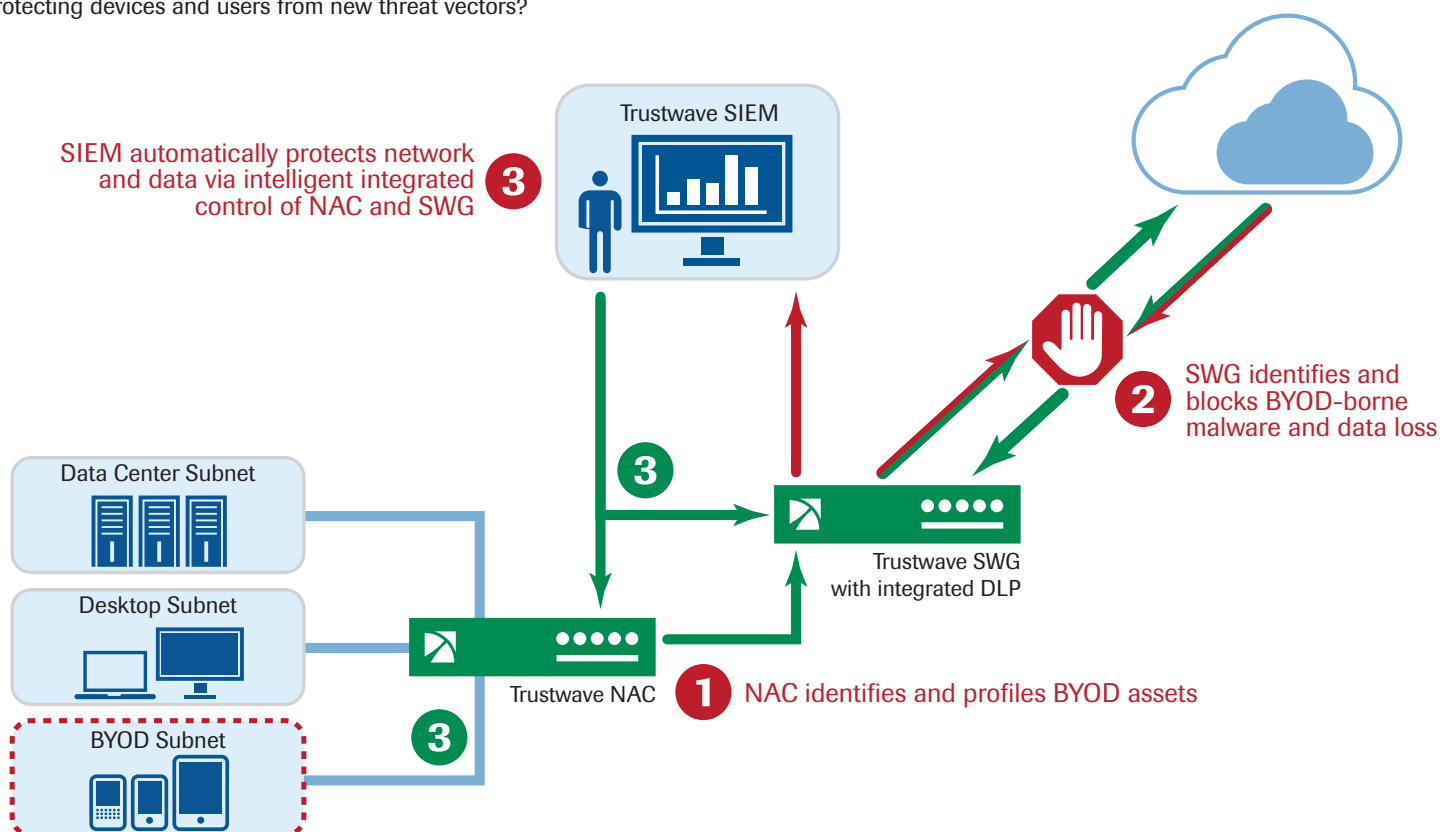 protecting devices and users from new threat vectors?
Trustwave SIEM
SIEM automatically protects network
and data via intelligent integrated
control of NAC and SWG
3
2
SWG identifies and
blocks BYOD-borne
malware and data loss
3
Data Center Subnet
Trustwave SWG
with integrated DLP
Desktop Subnet
Trustwave NAC
1
NAC identifies and profiles BYOD assets
3
BYOD Subnet